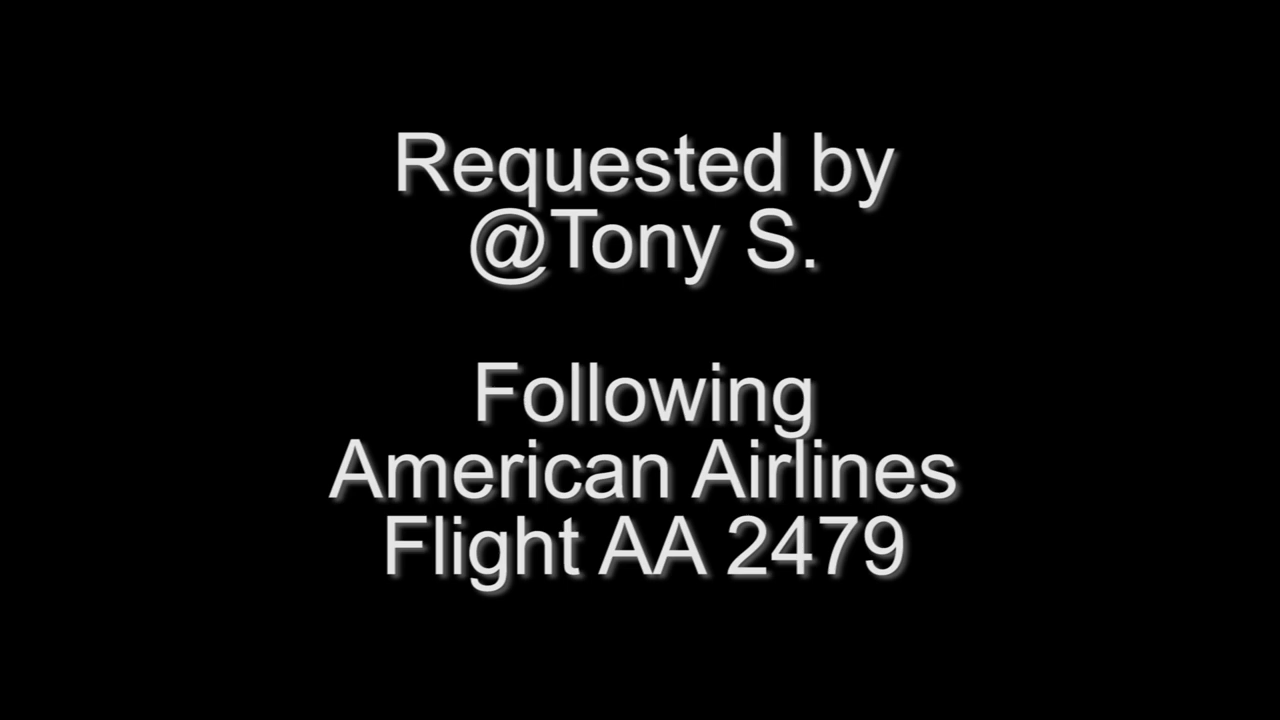 Requested by
@Tony S.
Following
American Airlines
Flight AA 2479